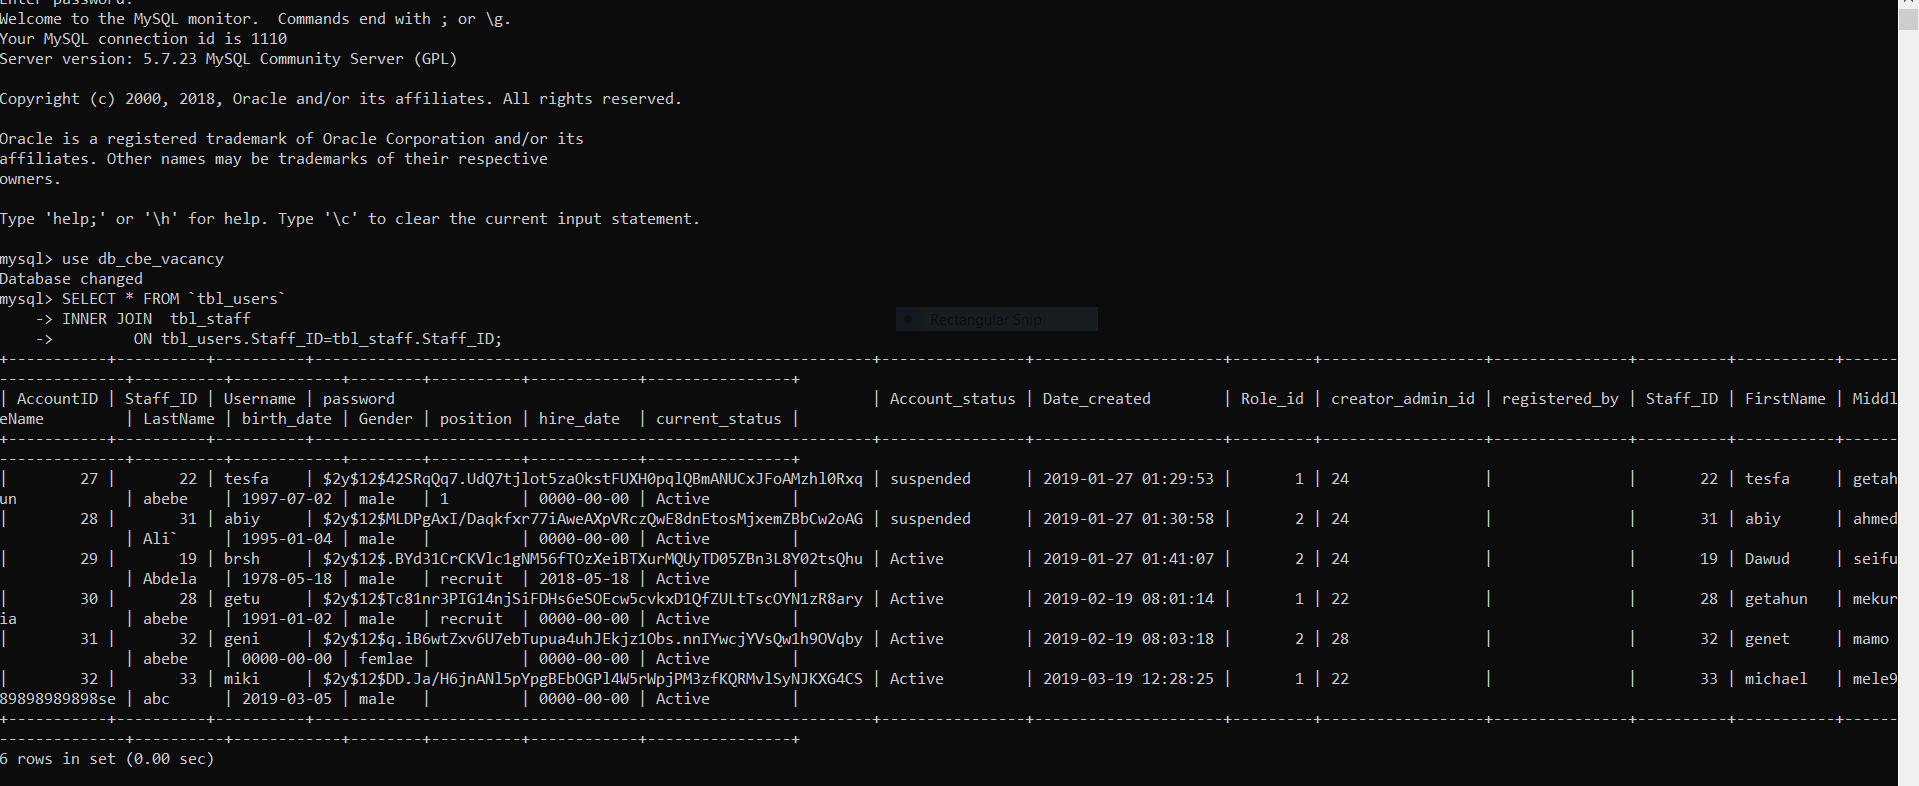 Enter password:
Welcome to the MySQL monitor.  Commands end with ; or \g.
Your MySQL connection id is 1110
Server version: 5.7.23 MySQL Community Server (GPL)
Copyright (c) 2000, 2018, Oracle and/or its affiliates. All rights reserved.
Oracle is a registered trademark of Oracle Corporation and/or its
affiliates. Other names may be trademarks of their respective
owners.
Type 'help;' or '\h' for help. Type '\c' to clear the current input statement.
mysql> use db_cbe_vacancy
Database changed
mysql> SELECT * FROM `tbl_users`
    -> INNER JOIN  tbl_staff
Rectangular Snip
    ->         ON tbl_users.Staff_ID=tbl_staff.Staff_ID;
| AccountID | Staff_ID | Username | password | Account_status | Date_created | Role_id | creator_admin_id | registered_by | Staff_ID | FirstName | Middl
eName | LastName | birth_date | Gender | position | hire_date | current_status |
| 27 | 22 | tesfa | $2y$12$42SRqQq7.UdQ7tjlot5zaOkstFUXH0pqlQBmANUCxJFoAMzhl0Rxq | suspended | 2019-01-27 01:29:53 | 1 | 24 | | | 22 | tesfa | getah
un | abebe | 1997-07-02 | male | 1 | 0000-00-00 | Active |
| 28 | 31 | abiy | $2y$12$MLDPgAxI/Daqkfxr77iAweAXpVRczQwE8dnEtosMjxemZBbCw2oAG | suspended | 2019-01-27 01:30:58 | 2 | 24 | | | 31 | abiy | ahmed
| Ali` | 1995-01-04 | male | | 0000-00-00 | Active |
| 29 | 19 | brsh | $2y$12$.BYd31CrCKVlc1gNM56fTOzXeiBTXurMQUyTD05ZBn3L8Y02tsQhu | Active | 2019-01-27 01:41:07 | 2 | 24 | | | 19 | Dawud | seifu
| Abdela | 1978-05-18 | male | recruit | 2018-05-18 | Active |
| 30 | 28 | getu | $2y$12$Tc81nr3PIG14njSiFDHs6eSOEcw5cvkxD1QfZULtTscOYN1zR8ary | Active | 2019-02-19 08:01:14 | 1 | 22 | | | 28 | getahun | mekur
ia | abebe | 1991-01-02 | male | recruit | 0000-00-00 | Active |
| 31 | 32 | geni | $2y$12$q.iB6wtZxv6U7ebTupua4uhJEkjz1Obs.nnIYwcjYVsQw1h9OVqby | Active | 2019-02-19 08:03:18 | 2 | 28 | | | 32 | genet | mamo
| abebe | 0000-00-00 | femlae | | 0000-00-00 | Active |
| 32 | 33 | miki | $2y$12$DD.Ja/H6jnANl5pYpgBEbOGPl4W5rWpjPM3zfKQRMvlSyNJKXG4CS | Active | 2019-03-19 12:28:25 | 1 | 22 | | | 33 | michael | mele9
89898989898se | abc | 2019-03-05 | male | | 0000-00-00 | Active |
6 rows in set (0.00 sec)